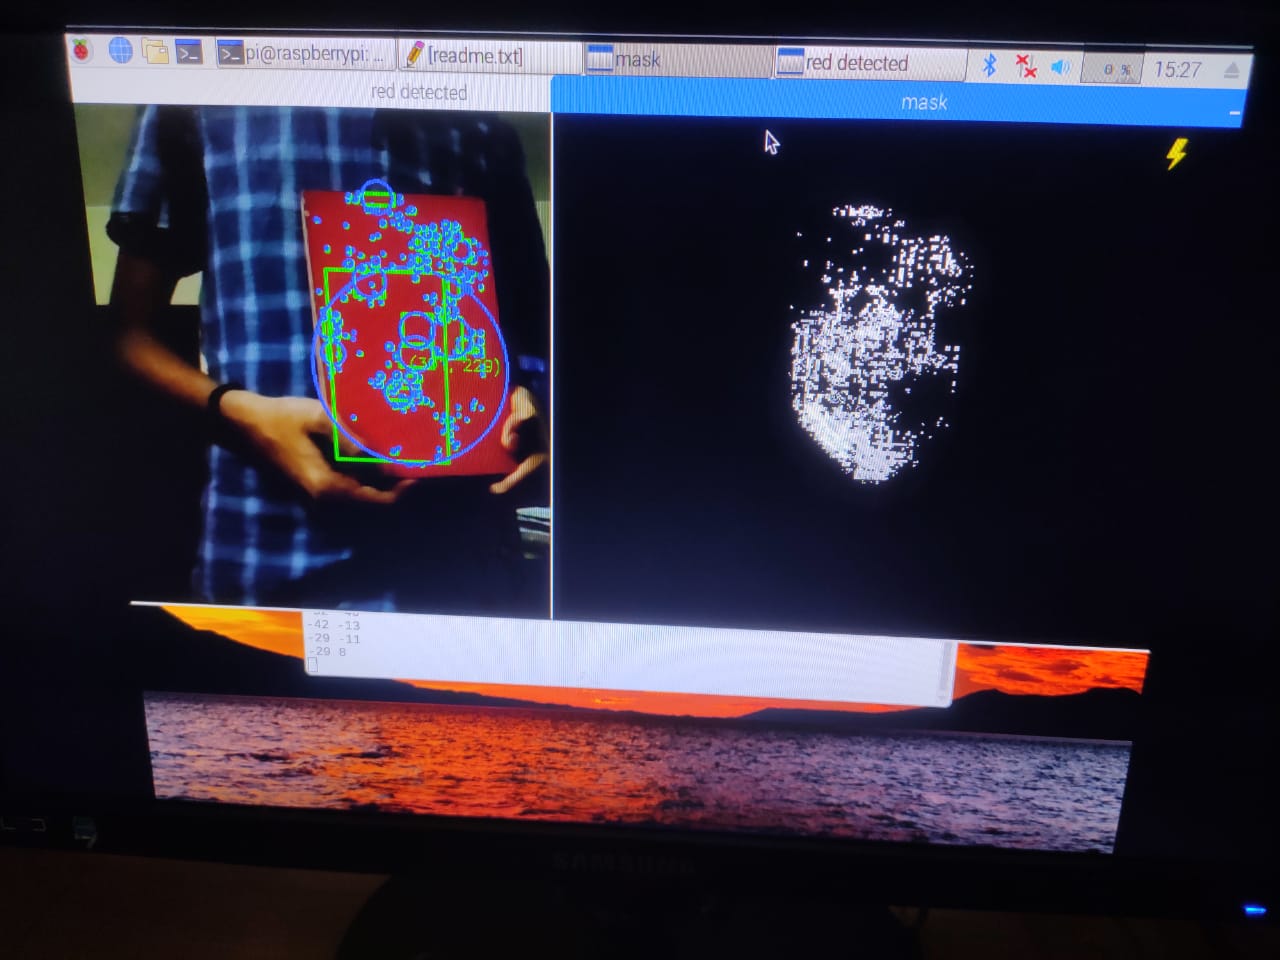 pi@raspberrypi: ...
[readme.txt]
mask
red detected
0 %
15:27
red detected
mask
-42 -13
-29 -11
-29 8
SAMSUNG